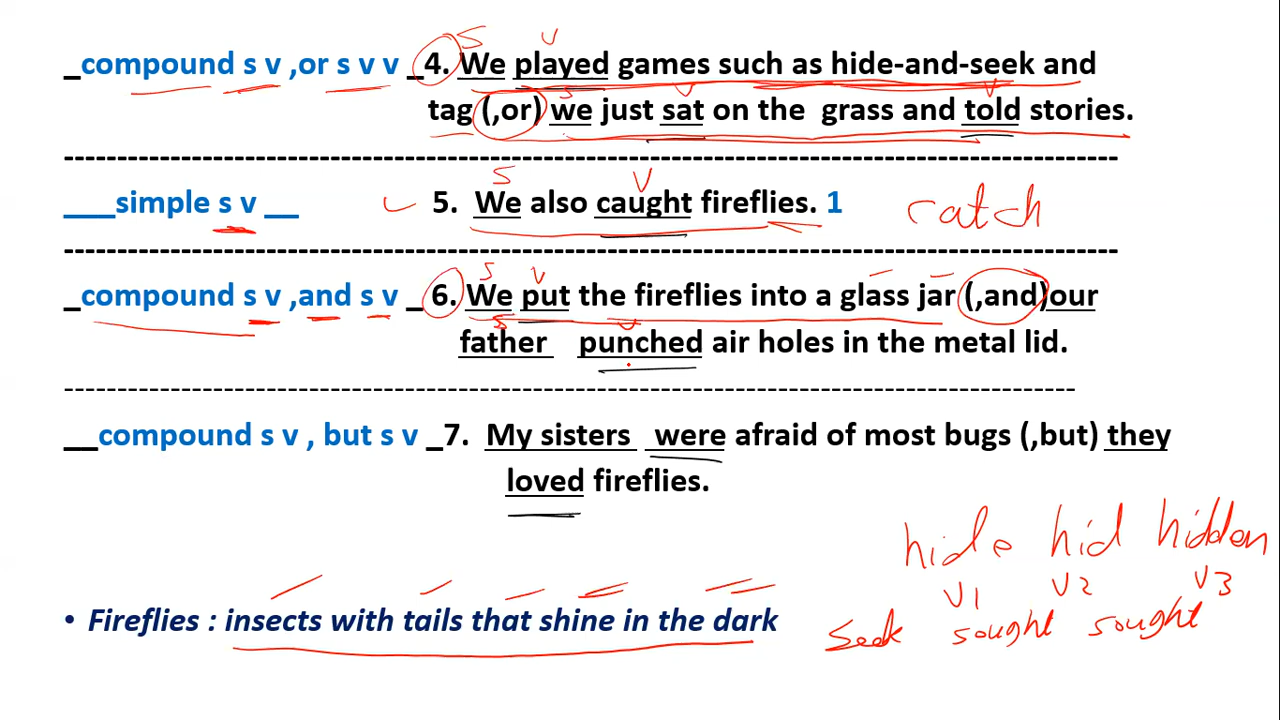 S V
_compound s v ,or s v v _4. We played games such as hide-and-seek and
s v v
tag (,or) we just sat on the grass and told stories.
S V
___simple s v __ 5. We also caught fireflies. 1 catch
S V
_compound s v ,and s v _ 6. We put the fireflies into a glass jar (,and)our
s v
father punched air holes in the metal lid.
__compound s v , but s v _7. My sisters were afraid of most bugs (,but) they
loved fireflies.
hide hid hidden
V1 V2 V3
• Fireflies : insects with tails that shine in the dark
seek sought sought